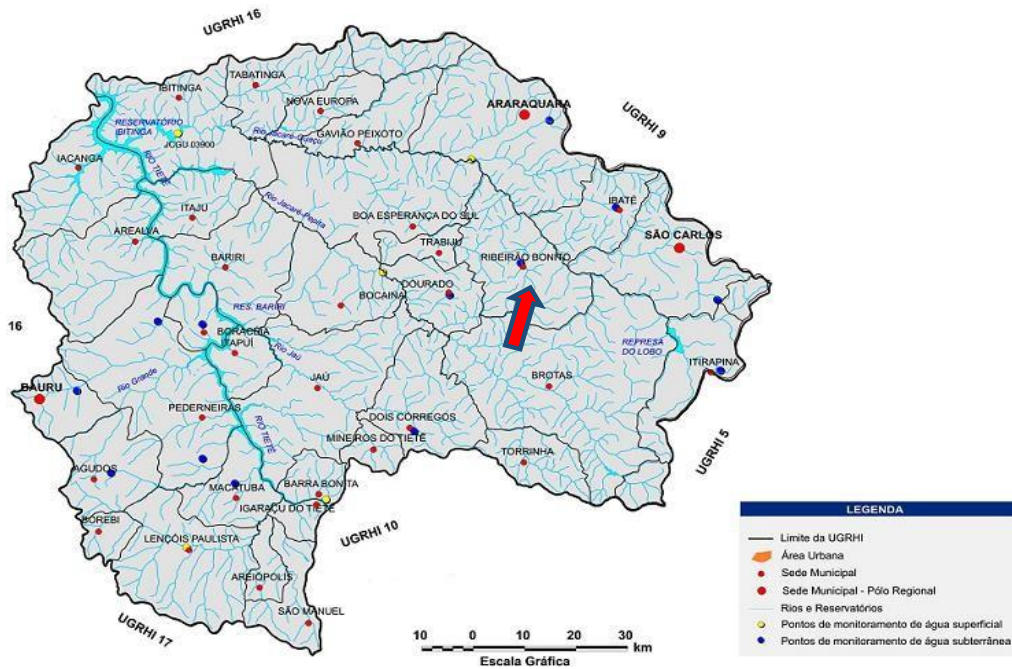 UGRHI 16
TABATINGA
IBITINGA
NOVA EUROPA
ARARAQUARA
UGRHI 9
RESERVATÓRIO
IBITINGA
JCGU 03900
Rio Jacaré-Guaçu
GAVIÃO PEIXOTO
IACANGA
RIO TIETÊ
ITAJU
Rio Jacaré-Pepira
IBATÉ
BOA ESPERANÇA DO SUL
AREALVA
TRABIJU
SÃO CARLOS
BARIRI
RIBEIRÃO BONITO
DOURADO
BOCAINA
RES. BARIRI
16
BORACÉIA
ITAPUÍ
Rio Jaú
REPRESA
DO LOBO
ITIRAPINA
BAURU
Rio Grande
JAÚ
BROTAS
PEDERNEIRAS
RIO TIETÊ
DOIS CÓRREGOS
MINEIROS DO TIETÊ
TORRINHA
UGRHI 5
AGUDOS
MACATUBA
BARRA BONITA
IGARAÇU DO TIETÊ
BOREBI
LENÇÓIS PAULISTA
UGRHI 10
AREIÓPOLIS
SÃO MANUEL
UGRHI 17
10 0 10 20 30
km
Escala Gráfica
LEGENDA
Limite da UGRHI
Área Urbana
Sede Municipal
Sede Municipal - Pólo Regional
Rios e Reservatórios
Pontos de monitoramento de água superficial
Pontos de monitoramento de água subterrânea